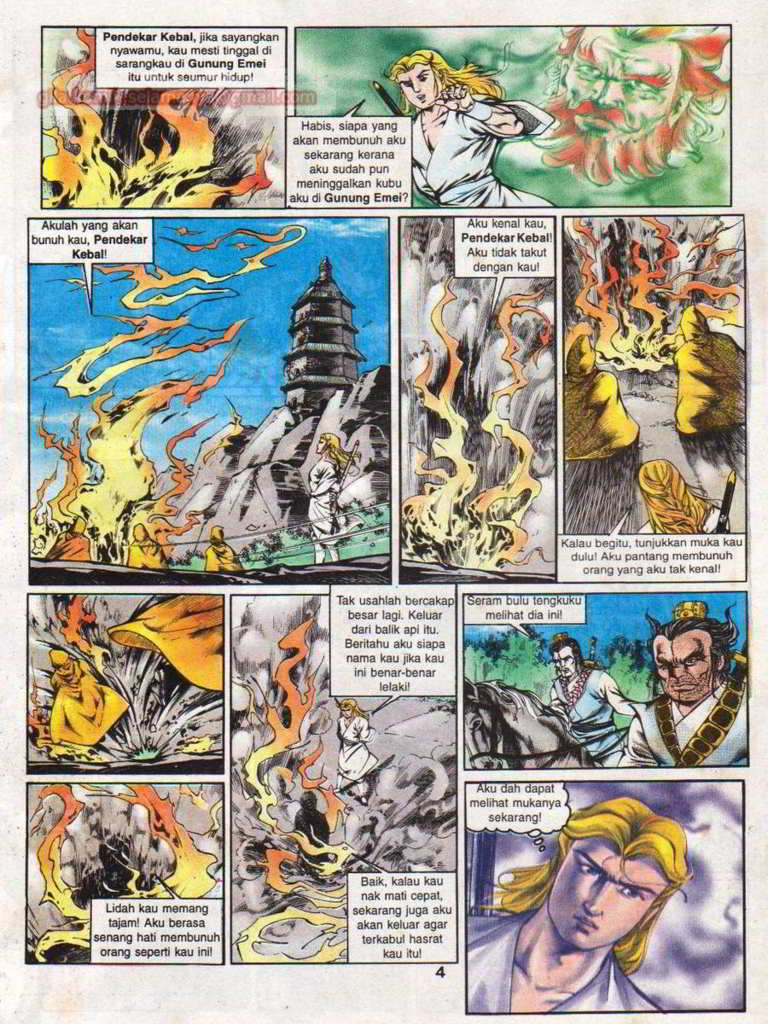 Pendekar Kebal, jika sayangkan
nyawamu, kau mesti tinggal di
sarangkau di Gunung Emei
itu untuk seumur hidup!
Habis, siapa yang
akan membunuh aku
sekarang kerana
aku sudah pun
meninggalkan kubu
aku di Gunung Emei?
Akulah yang akan
bunuh kau, Pendekar
Kebal!
Aku kenal kau,
Pendekar Kebal!
Aku tidak takut
dengan kau!
Kalau begitu, tunjukkan muka kau
dulu! Aku pantang membunuh
orang yang aku tak kenal!
Tak usahlah bercakap
besar lagi. Keluar
dari balik api itu.
Beritahu aku siapa
nama kau jika kau
ini benar-benar
lelaki!
Seram bulu tengkuku
melihat dia ini!
Lidah kau memang
tajam! Aku berasa
senang hati membunuh
orang seperti kau ini!
Baik, kalau kau
nak mati cepat,
sekarang juga aku
akan keluar agar
terkabul hasrat
kau itu!
Aku dah dapat
melihat mukanya
sekarang!
4